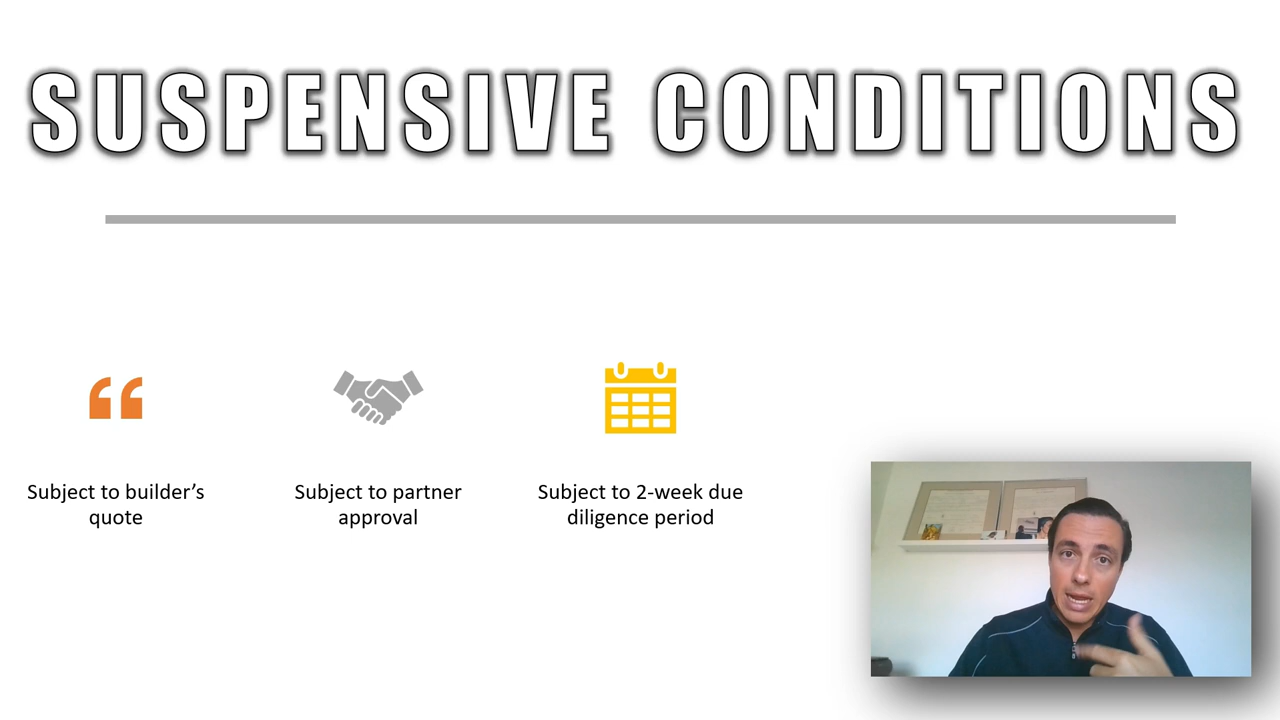 SUSPENSIVE CONDITIONS
Subject to builder’s
quote
Subject to partner
approval
Subject to 2-week due
diligence period